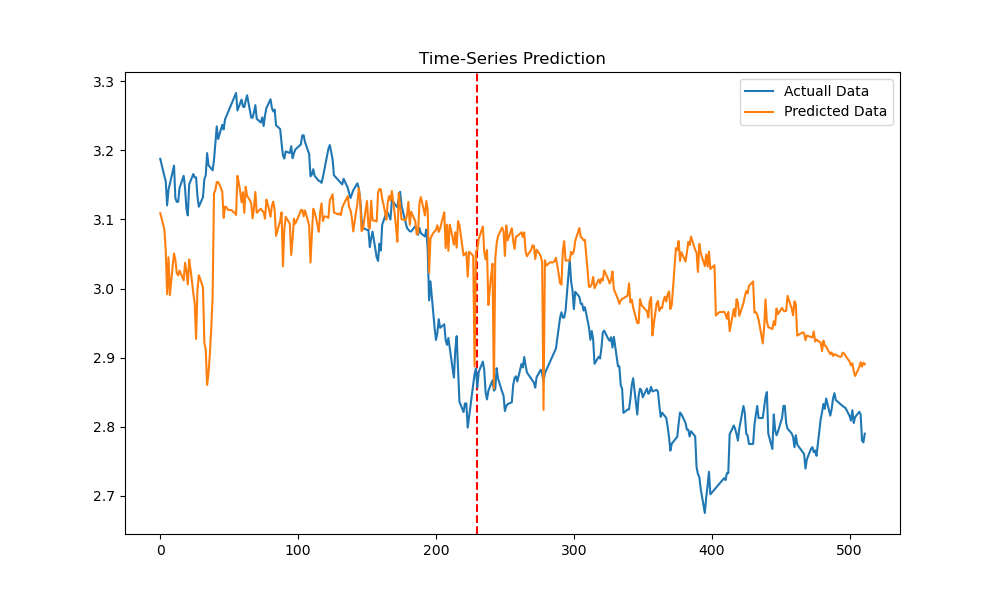 Time-Series Prediction
Actuall Data
Predicted Data
3.3
3.2
3.1
3.0
2.9
2.8
2.7
0 100 200 300 400 500